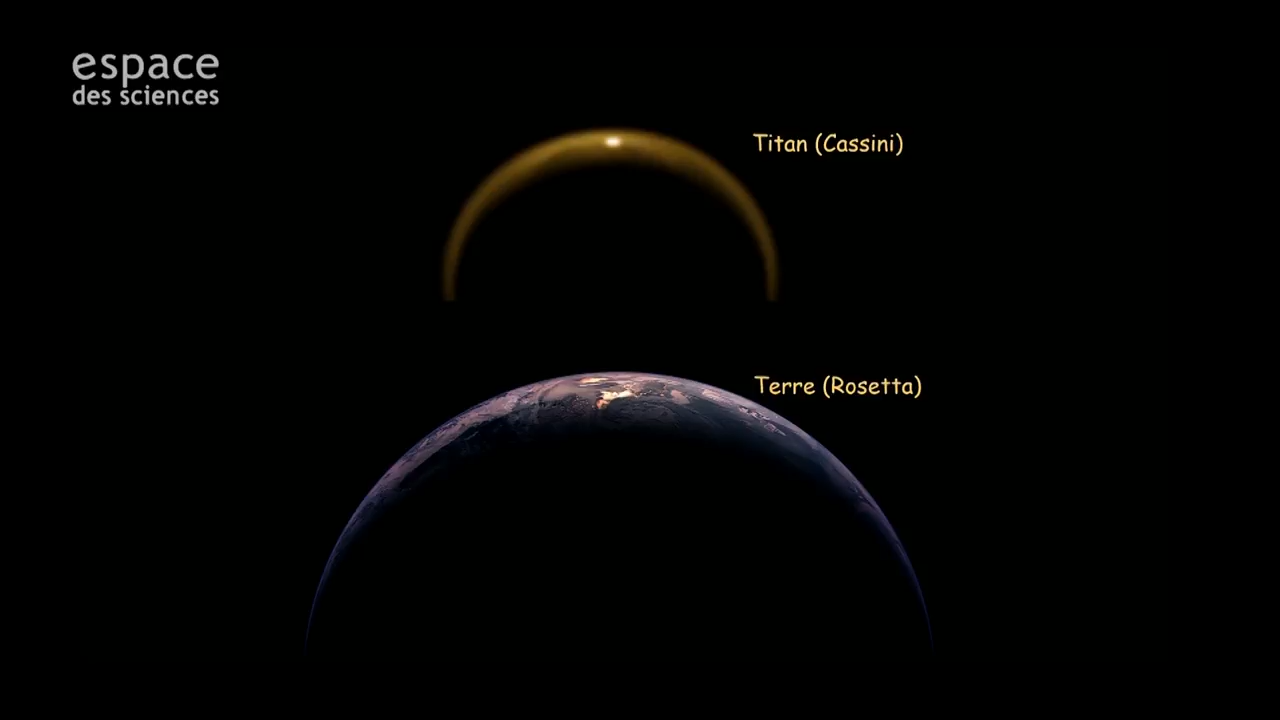 espace
des sciences
Titan (Cassini)
Terre (Rosetta)